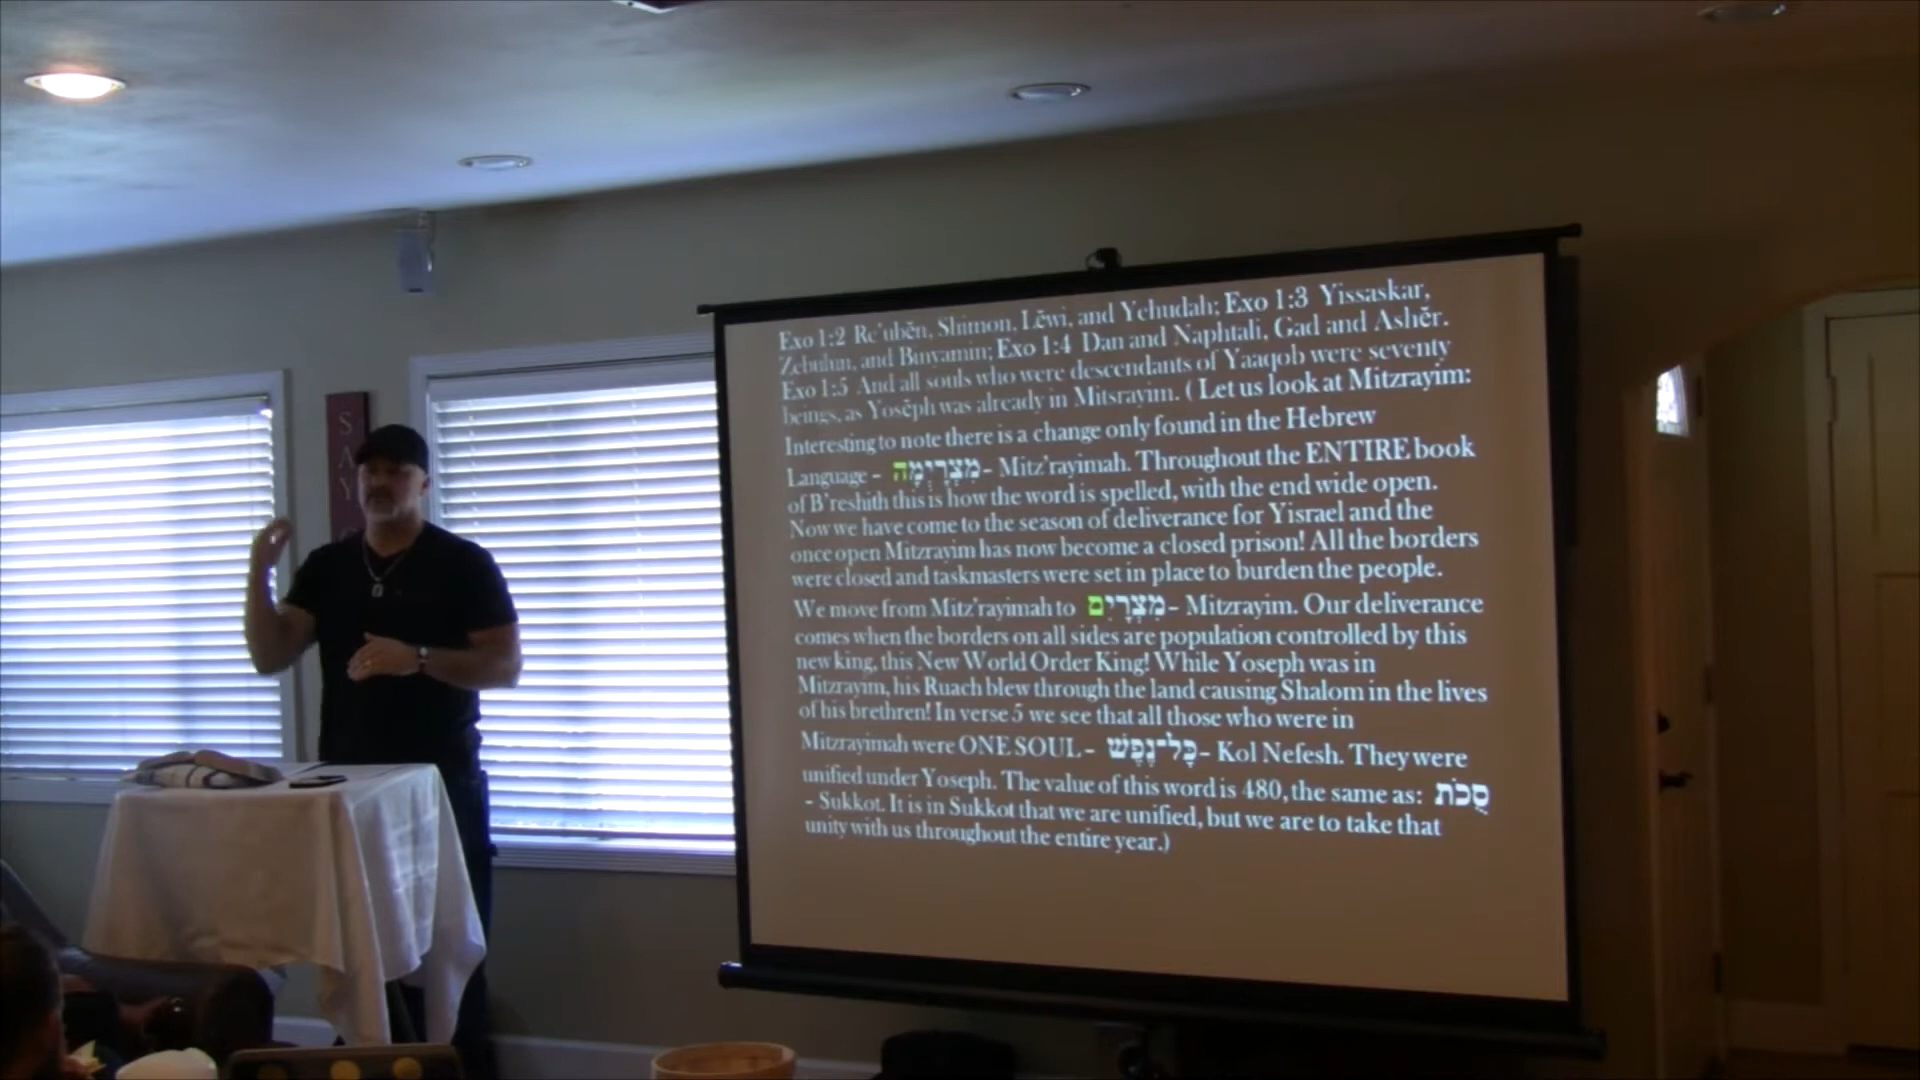 SAY
Exo 1:2 Re'ubĕn, Shimon, Lĕwi, and Yehudah; Exo 1:3 Yissaskar,
Zebulun, and Binyamin; Exo 1:4 Dan and Naphtali, Gad and Ashĕr.
Exo 1:5 And all souls who were descendants of Yaaqob were seventy
beings, as Yosĕph was already in Mitsrayim. ( Let us look at Mitzrayim:
Interesting to note there is a change only found in the Hebrew
Language - מִצְרָיְמָה- Mitz'rayimah. Throughout the ENTIRE book
of B'reshith this is how the word is spelled, with the end wide open.
Now we have come to the season of deliverance for Yisrael and the
once open Mitzrayim has now become a closed prison! All the borders
were closed and taskmasters were set in place to burden the people.
We move from Mitz'rayimah to מִצְרָיִם- Mitzrayim. Our deliverance
comes when the borders on all sides are population controlled by this
new king, this New World Order King! While Yoseph was in
Mitzrayim, his Ruach blew through the land causing Shalom in the lives
of his brethren! In verse 5 we see that all those who were in
Mitzrayimah were ONE SOUL - כָּל־נֶפֶשׁ- Kol Nefesh. They were
unified under Yoseph. The value of this word is 480, the same as: סֻכֹּת
- Sukkot. It is in Sukkot that we are unified, but we are to take that
unity with us throughout the entire year.)